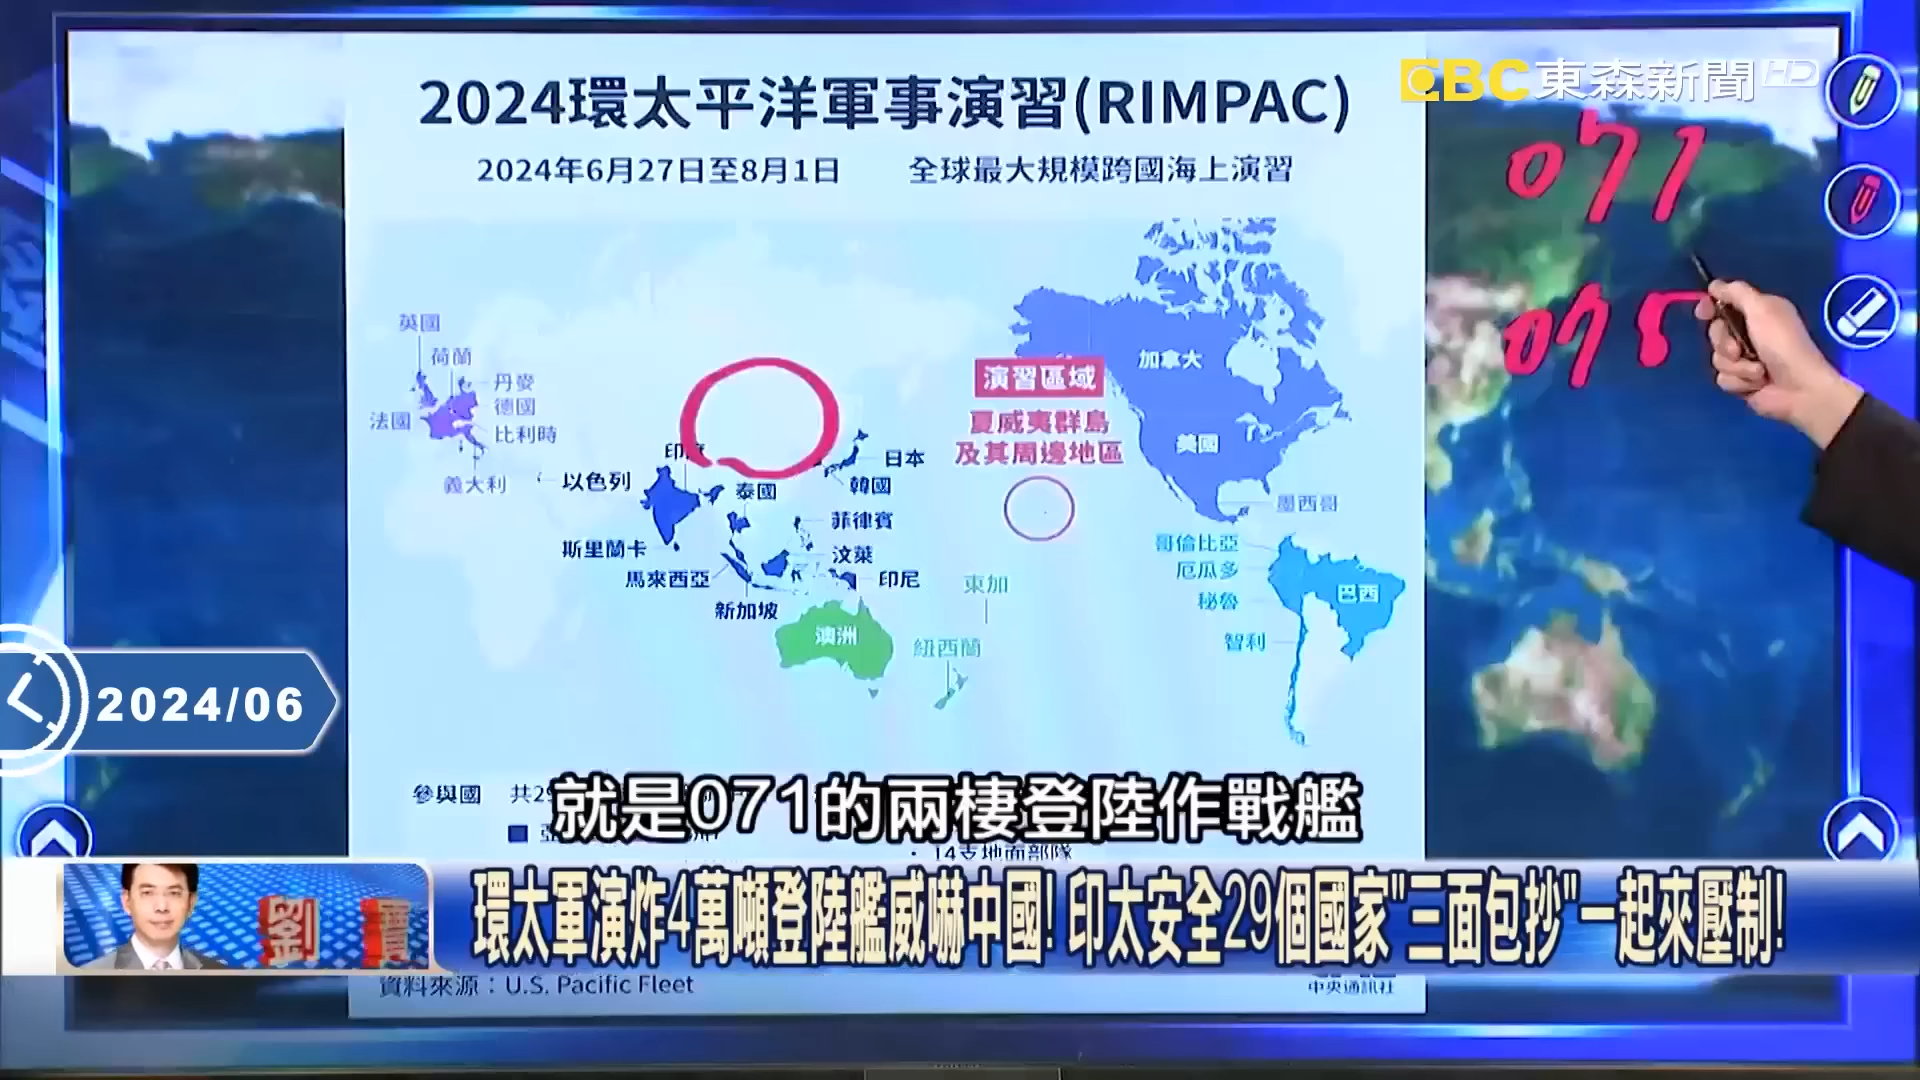 EBC 東森新聞 HD
2024環太平洋軍事演習(RIMPAC)
2024年6月27日至8月1日 全球最大規模跨國海上演習
071
075
英國
荷蘭
丹麥
德國
法國
比利時
義大利
以色列
印度
斯里蘭卡
馬來西亞
新加坡
泰國
日本
韓國
菲律賓
汶萊
印尼
澳洲
東加
紐西蘭
演習區域
夏威夷群島
及其周邊地區
加拿大
美國
墨西哥
哥倫比亞
厄瓜多
秘魯
巴西
智利
2024/06
參與國 共29
就是071的兩棲登陸作戰艦
14支地面部隊
劉寶
環太軍演炸4萬噸登陸艦威嚇中國! 印太安全29個國家"三面包抄"一起來壓制!
資料來源：U.S. Pacific Fleet
中央通訊社